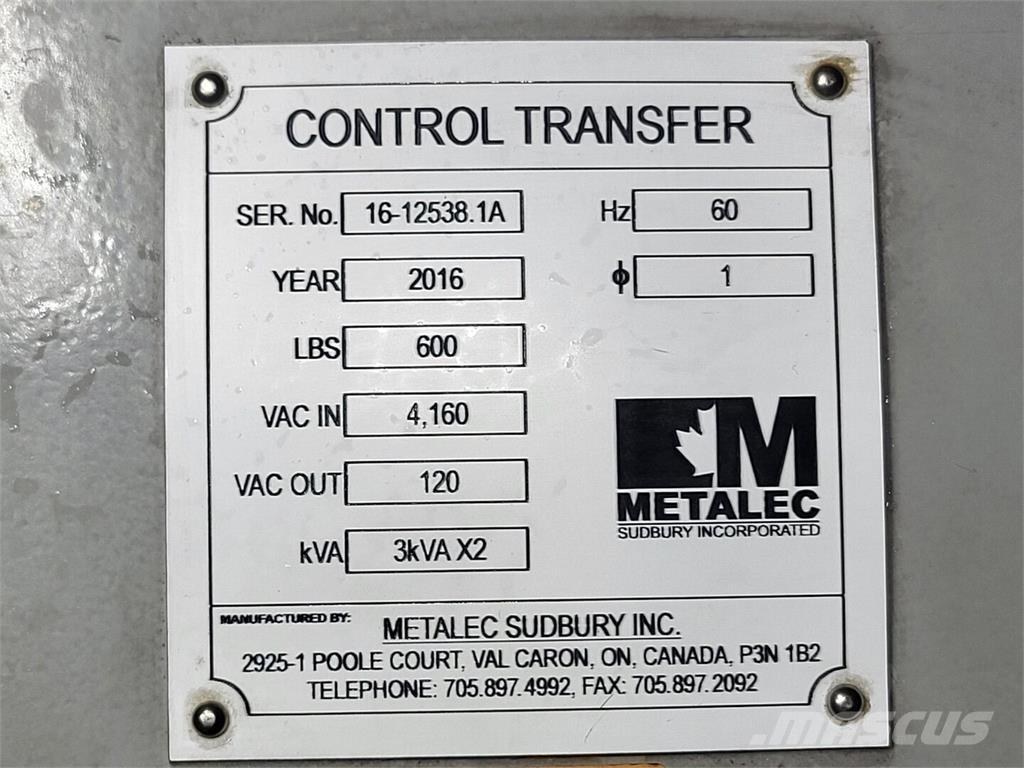 CONTROL TRANSFER
SER. No. 16-12538.1A Hz 60
YEAR 2016 ϕ 1
LBS 600
VAC IN 4,160
VAC OUT 120
kVA 3kVA X2
M
METALEC
SUDBURY INCORPORATED
MANUFACTURED BY: METALEC SUDBURY INC.
2925-1 POOLE COURT, VAL CARON, ON, CANADA, P3N 1B2
TELEPHONE: 705.897.4992, FAX: 705.897.2092
MASCUS